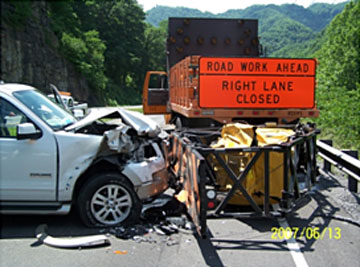 ROAD WORK AHEAD
RIGHT LANE
CLOSED
2007/06/13